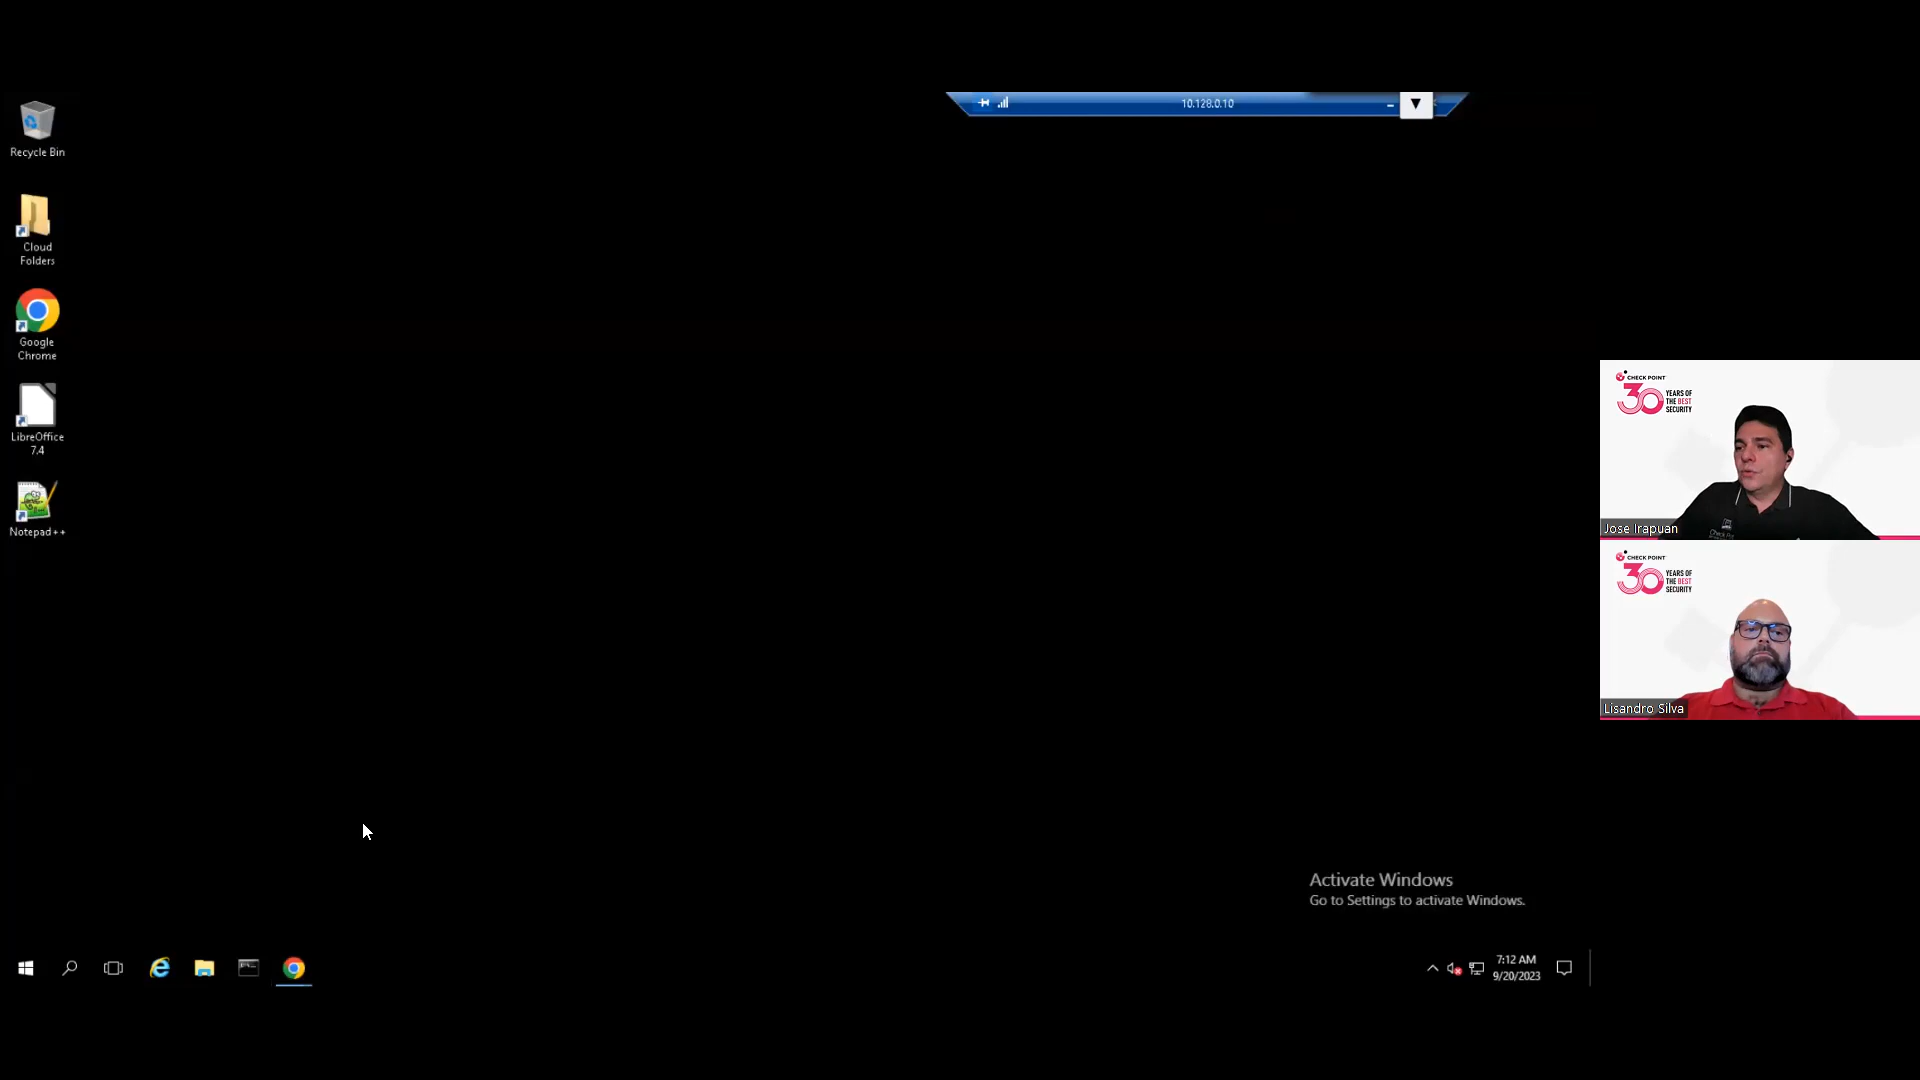 10.128.0.10
Recycle Bin
Cloud
Folders
Google
Chrome
LibreOffice
7.4
Notepad++
CHECK POINT
30 YEARS OF
THE BEST
SECURITY
Jose Irapuan
CHECK POINT
30 YEARS OF
THE BEST
SECURITY
Lisandro Silva
Activate Windows
Go to Settings to activate Windows.
7:12 AM
9/20/2023